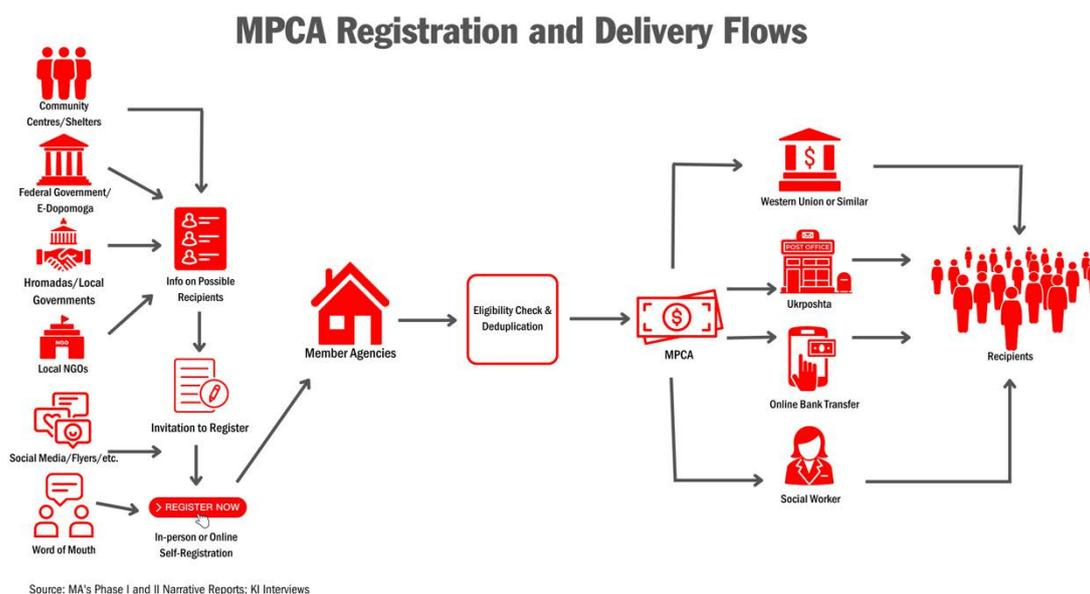 MPCA Registration and Delivery Flows
Community
Centres/Shelters
Federal Government/
E-Dopomoga
Hromadas/Local
Governments
NGO
Local NGOs
Social Media/Flyers/etc.
Word of Mouth
Info on Possible
Recipients
Invitation to Register
> REGISTER NOW
In-person or Online
Self-Registration
Member Agencies
Eligibility Check &
Deduplication
$
MPCA
$
Western Union or Similar
POST OFFICE
Ukrposhta
Online Bank Transfer
Social Worker
Recipients
Source: MA's Phase I and II Narrative Reports; KI Interviews